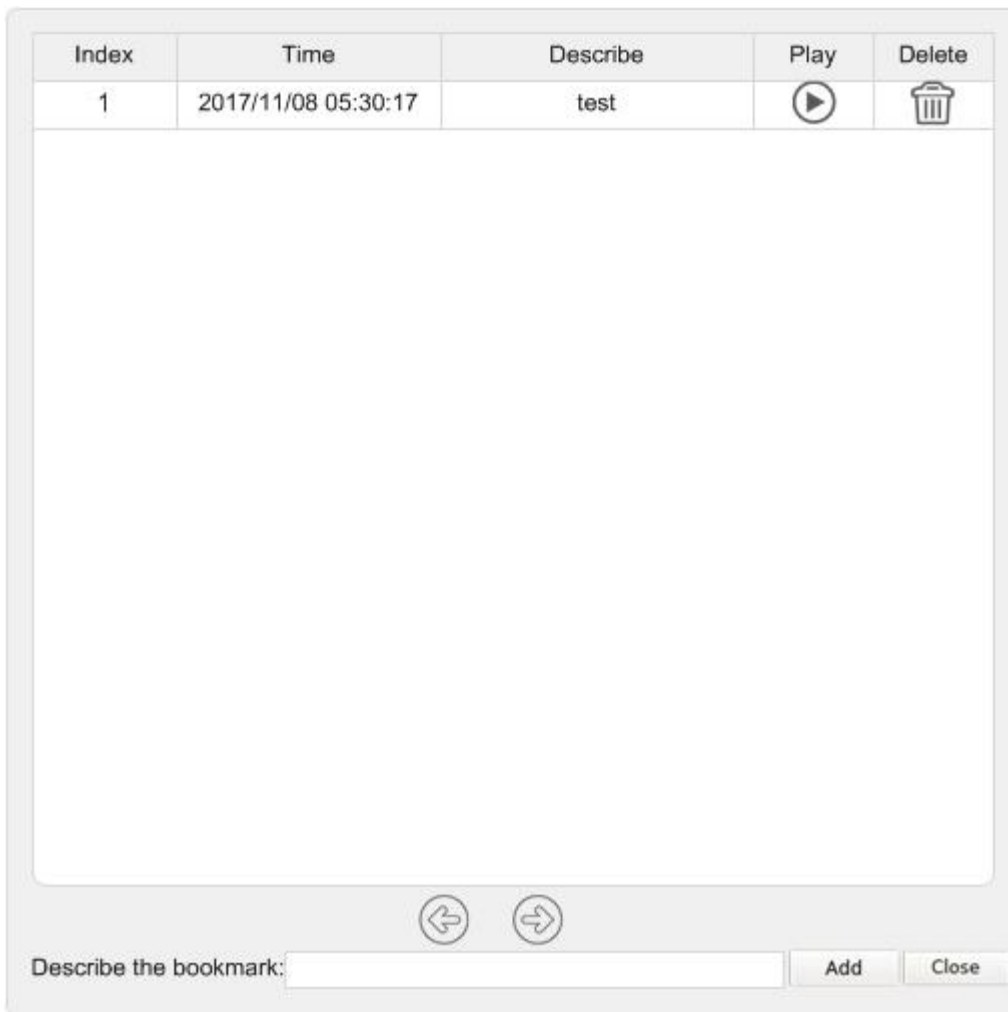 Index Time Describe Play Delete
1 2017/11/08 05:30:17 test
Describe the bookmark: Add Close